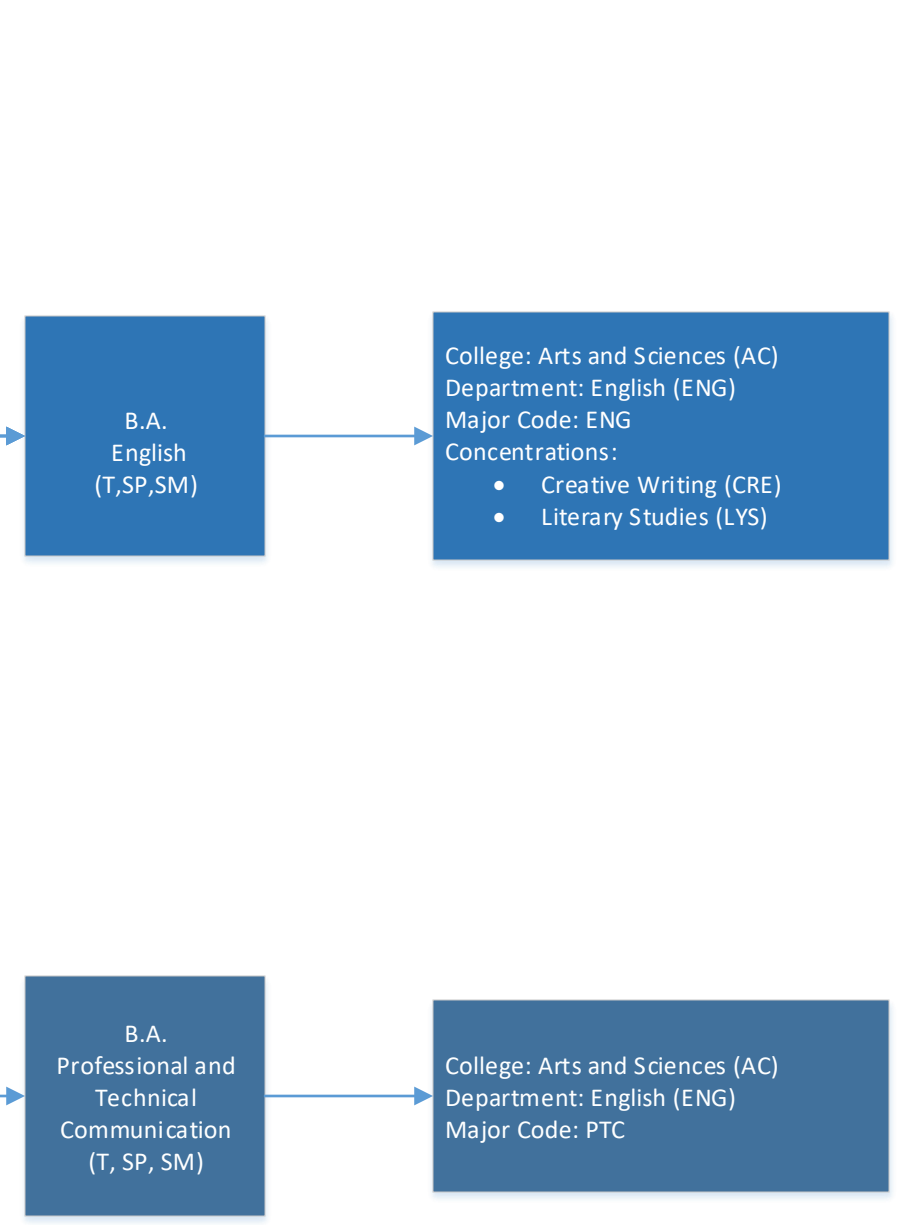 B.A.
English
(T,SP,SM)
College: Arts and Sciences (AC)
Department: English (ENG)
Major Code: ENG
Concentrations:
• Creative Writing (CRE)
• Literary Studies (LYS)
B.A.
Professional and
Technical
Communication
(T, SP, SM)
College: Arts and Sciences (AC)
Department: English (ENG)
Major Code: PTC